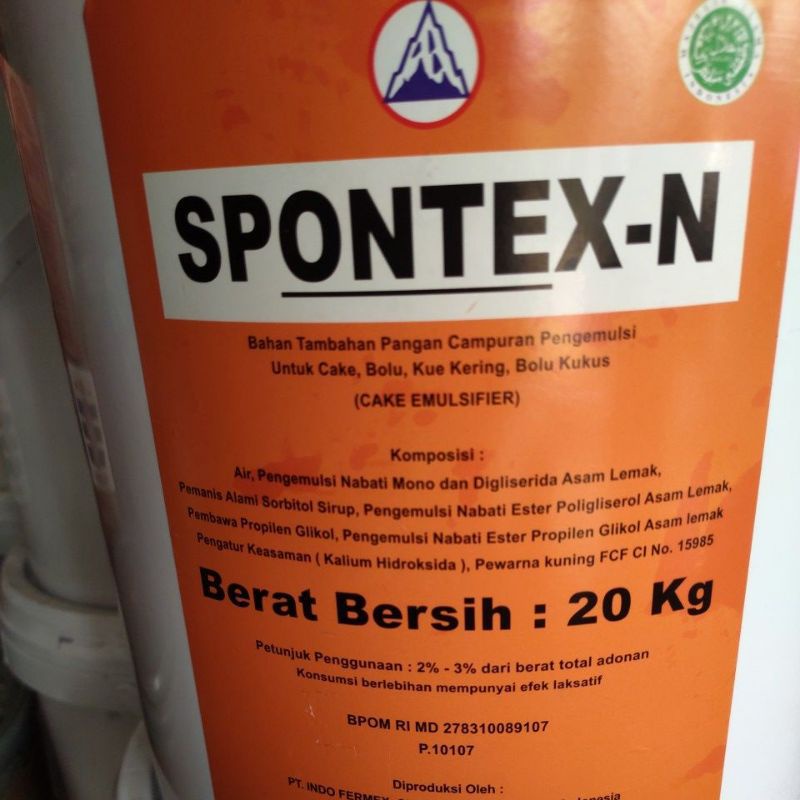 SPONTEX-N
Bahan Tambahan Pangan Campuran Pengemulsi
Untuk Cake, Bolu, Kue Kering, Bolu Kukus
(CAKE EMULSIFIER)
Komposisi :
Air, Pengemulsi Nabati Mono dan Digliserida Asam Lemak,
Pemanis Alami Sorbitol Sirup, Pengemulsi Nabati Ester Poligliserol Asam Lemak,
Pembawa Propilen Glikol, Pengemulsi Nabati Ester Propilen Glikol Asam lemak
Pengatur Keasaman ( Kalium Hidroksida ), Pewarna kuning FCF CI No. 15985
Berat Bersih : 20 Kg
Petunjuk Penggunaan : 2% - 3% dari berat total adonan
Konsumsi berlebihan mempunyai efek laksatif
BPOM RI MD 278310089107
P.10107
Diproduksi Oleh :
PT. INDO FERMEX